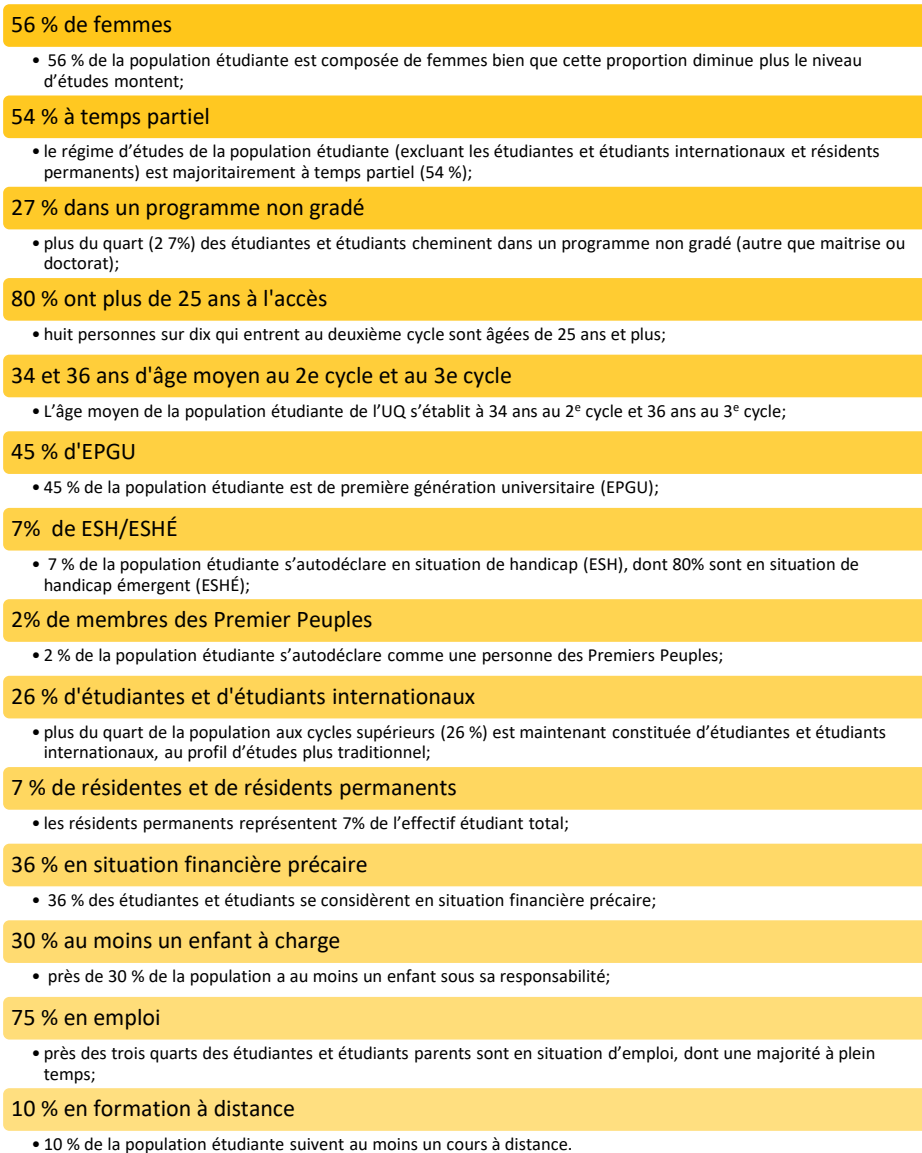 56 % de femmes
• 56 % de la population étudiante est composée de femmes bien que cette proportion diminue plus le niveau
d'études montent;
54 % à temps partiel
• le régime d'études de la population étudiante (excluant les étudiantes et étudiants internationaux et résidents
permanents) est majoritairement à temps partiel (54 %);
27 % dans un programme non gradé
• plus du quart (2 7%) des étudiantes et étudiants cheminent dans un programme non gradé (autre que maitrise ou
doctorat);
80 % ont plus de 25 ans à l'accès
• huit personnes sur dix qui entrent au deuxième cycle sont âgées de 25 ans et plus;
34 et 36 ans d'âge moyen au 2e cycle et au 3e cycle
• L'âge moyen de la population étudiante de l'UQ s'établit à 34 ans au 2e cycle et 36 ans au 3e cycle;
45 % d'EPGU
• 45 % de la population étudiante est de première génération universitaire (EPGU);
7% de ESH/ESHÉ
• 7 % de la population étudiante s'autodéclare en situation de handicap (ESH), dont 80% sont en situation de
handicap émergent (ESHÉ);
2% de membres des Premier Peuples
• 2 % de la population étudiante s'autodéclare comme une personne des Premiers Peuples;
26 % d'étudiantes et d'étudiants internationaux
• plus du quart de la population aux cycles supérieurs (26 %) est maintenant constituée d'étudiantes et étudiants
internationaux, au profil d'études plus traditionnel;
7 % de résidentes et de résidents permanents
• les résidents permanents représentent 7% de l'effectif étudiant total;
36 % en situation financière précaire
• 36 % des étudiantes et étudiants se considèrent en situation financière précaire;
30 % au moins un enfant à charge
• près de 30 % de la population a au moins un enfant sous sa responsabilité;
75 % en emploi
• près des trois quarts des étudiantes et étudiants parents sont en situation d'emploi, dont une majorité à plein
temps;
10 % en formation à distance
• 10 % de la population étudiante suivent au moins un cours à distance.